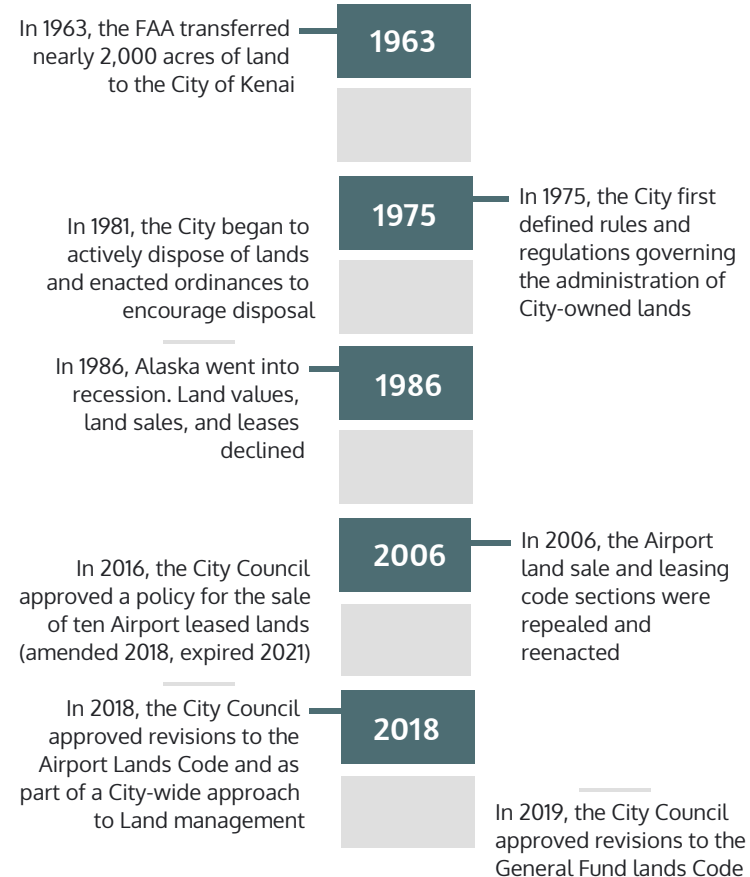 In 1963, the FAA transferred
nearly 2,000 acres of land
to the City of Kenai
1963
1975
In 1975, the City first
defined rules and
regulations governing
the administration of
City-owned lands
In 1981, the City began to
actively dispose of lands
and enacted ordinances to
encourage disposal
In 1986, Alaska went into
recession. Land values,
land sales, and leases
declined
1986
2006
In 2006, the Airport
land sale and leasing
code sections were
repealed and
reenacted
In 2016, the City Council
approved a policy for the sale
of ten Airport leased lands
(amended 2018, expired 2021)
In 2018, the City Council
approved revisions to the
Airport Lands Code and as
part of a City-wide approach
to Land management
2018
In 2019, the City Council
approved revisions to the
General Fund lands Code